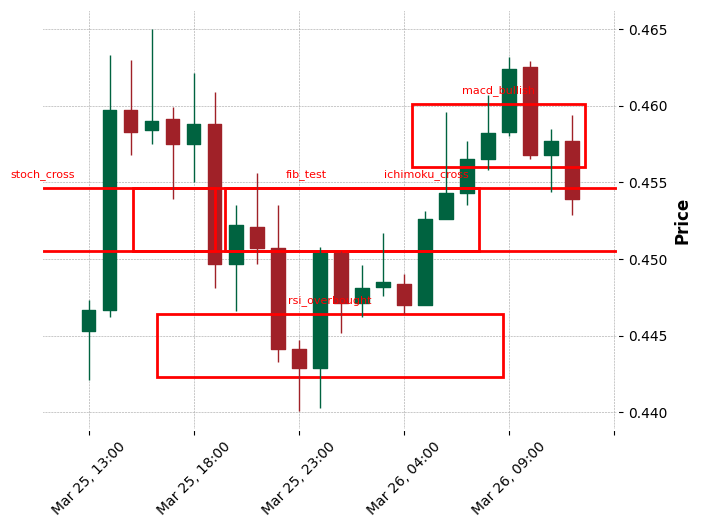 0.465
macd_bullish
0.460
stoch_cross
fib_test
ichimoku_cross
0.455
Price
0.450
rsi_overbought
0.445
0.440
Mar 25, 13:00
Mar 25, 18:00
Mar 25, 23:00
Mar 26, 04:00
Mar 26, 09:00